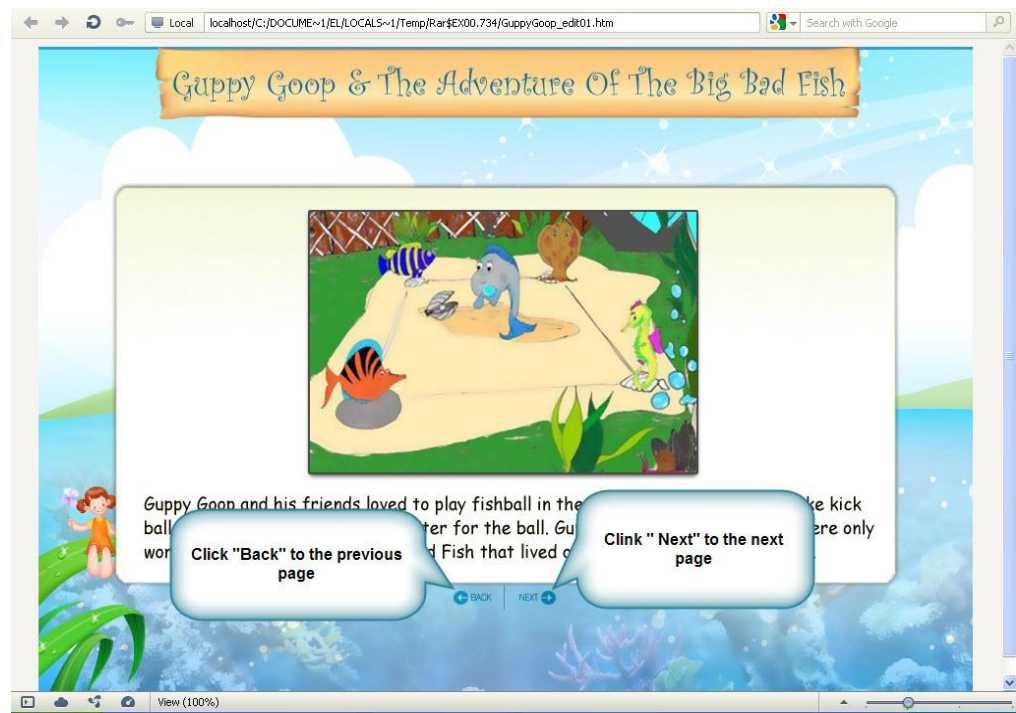 Local localhost/C:/DOCUME~1/EL/LOCALS~1/Temp/Rar$EX00.734/GuppyGoop_edit01.htm Search with Google
Guppy Goop & The Adventure Of The Big Bad Fish
Guppy Goop and his friends loved to play fishball in the ke kick
ball ter for the ball. Gu ere only
wor d Fish that lived
Click "Back" to the previous
page
Clink " Next" to the next
page
BACK NEXT
View (100%)